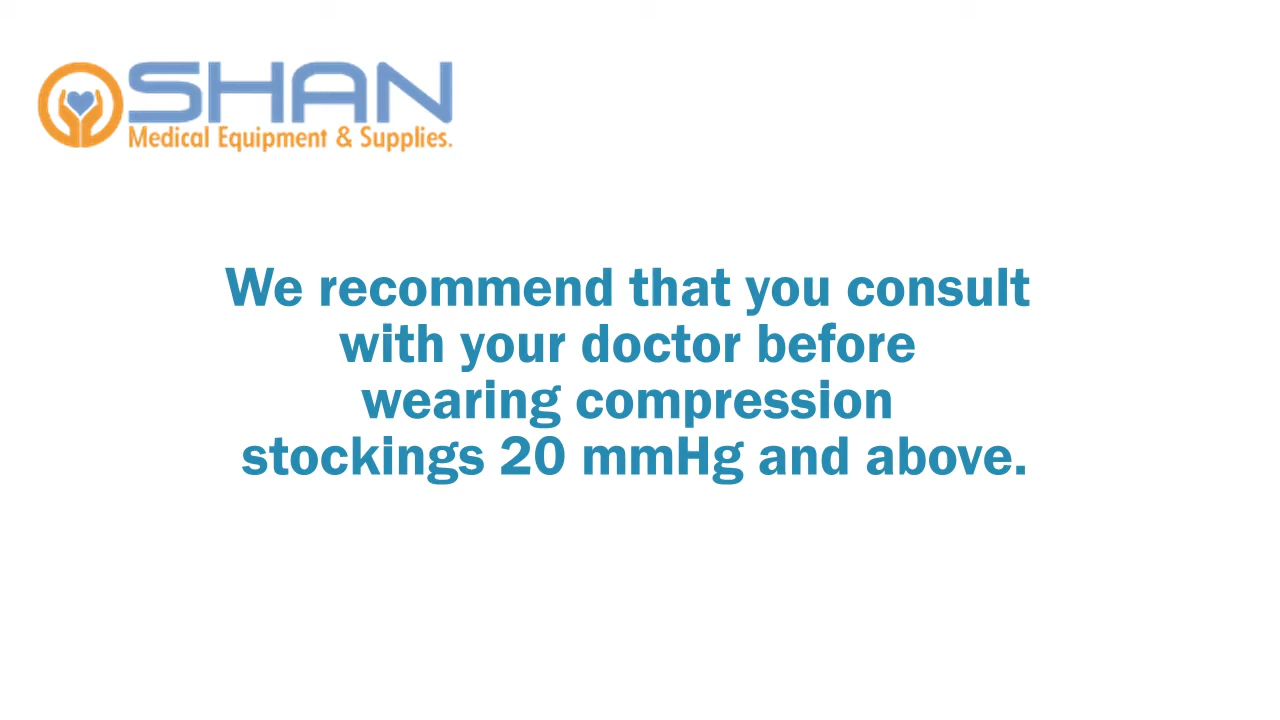 SHAN
Medical Equipment & Supplies.
We recommend that you consult
with your doctor before
wearing compression
stockings 20 mmHg and above.